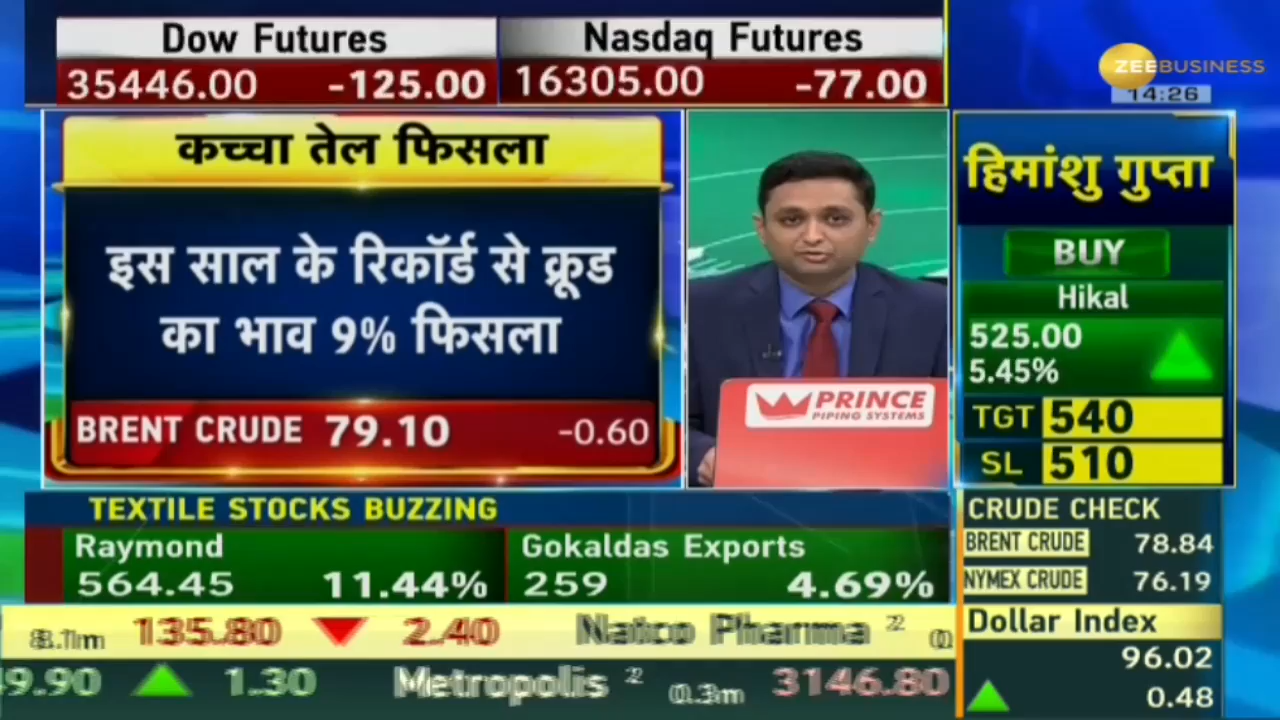 Dow Futures
35446.00 -125.00
Nasdaq Futures
16305.00 -77.00
ZEEBUSINESS
14:26
कच्चा तेल फिसला
इस साल के रिकॉर्ड से क्रूड
का भाव 9% फिसला
BRENT CRUDE 79.10 -0.60
PRINCE
PIPING SYSTEMS
हिमांशु गुप्ता
BUY
Hikal
525.00
5.45%
TGT 540
SL 510
TEXTILE STOCKS BUZZING
Raymond
564.45 11.44%
Gokaldas Exports
259 4.69%
CRUDE CHECK
BRENT CRUDE 78.84
NYMEX CRUDE 76.19
Dollar Index
96.02
0.48
135.80 2.40 Natco Pharma
9.90 1.30 Metropolis 0.3m 3146.80